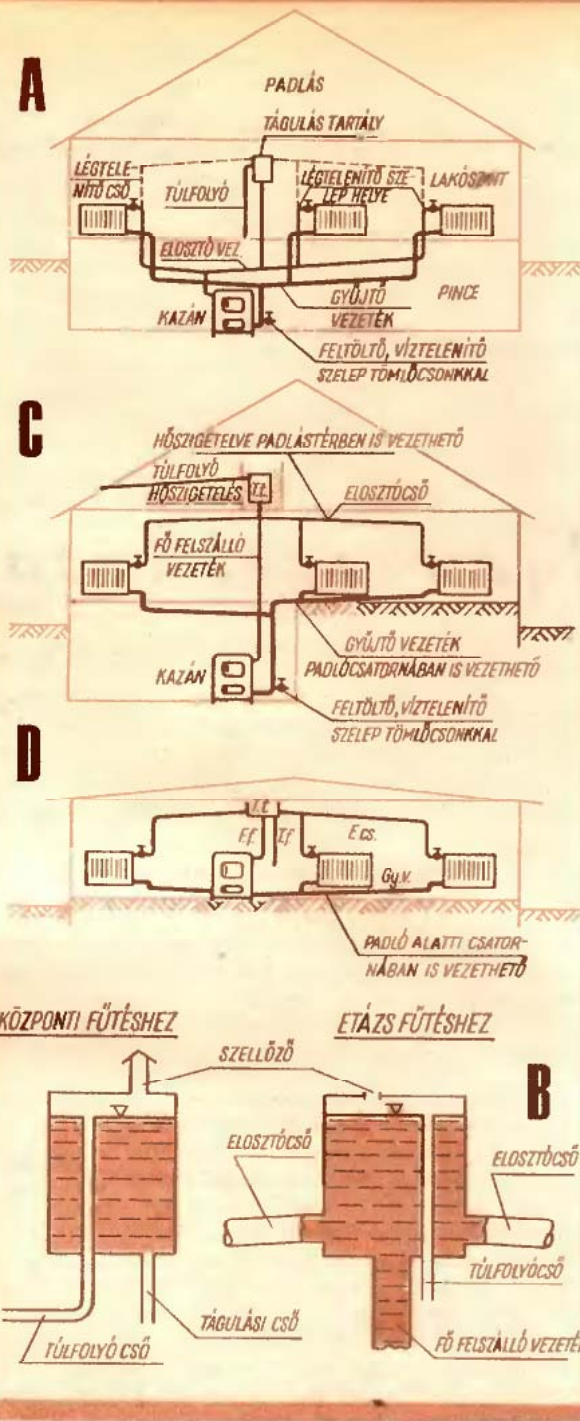 A
PADLÁS
TÁGULÁS TARTÁLY
LÉGTELE-
NÍTŐ CSŐ
TÚLFOLYÓ
LÉGTELENÍTŐ SZE-
LEP HELYE
LAKÓSZINT
ELOSZTÓ VEZ.
KAZÁN
GYŰJTŐ
VEZETÉK
PINCE
FELTÖLTŐ, VÍZTELENÍTŐ
SZELEP TÖMLŐCSONKKAL
C
HŐSZIGETELVE PADLÁSTÉRBEN IS VEZETHETŐ
TÚLFOLYÓ
HŐSZIGETELÉS
T.t.
ELOSZTÓCSŐ
FŐ FELSZÁLLÓ
VEZETÉK
GYŰJTŐ VEZETÉK
PADLÓCSATORNÁBAN IS VEZETHETŐ
KAZÁN
FELTÖLTŐ, VÍZTELENÍTŐ
SZELEP TÖMLŐCSONKKAL
D
T.t.
F.f.
T.f.
E.cs.
Gy.v.
PADLÓ ALATTI CSATOR-
NÁBAN IS VEZETHETŐ
KÖZPONTI FŰTÉSHEZ
ETÁZS FŰTÉSHEZ
SZELLŐZŐ
B
ELOSZTÓCSŐ
ELOSZTÓCSŐ
TÚLFOLYÓCSŐ
TÁGULÁSI CSŐ
TÚLFOLYÓ CSŐ
FŐ FELSZÁLLÓ VEZETÉK